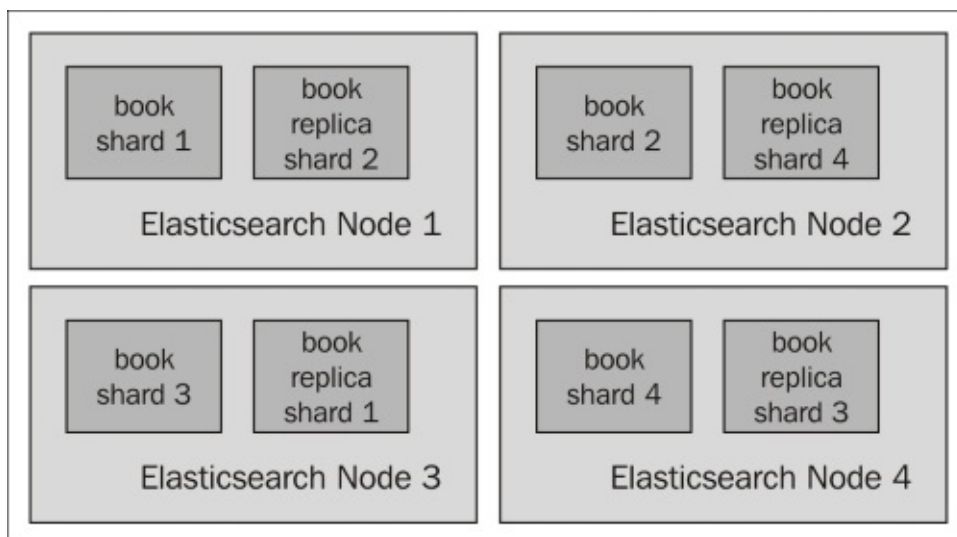 book
shard 1
book
replica
shard 2
Elasticsearch Node 1
book
shard 2
book
replica
shard 4
Elasticsearch Node 2
book
shard 3
book
replica
shard 1
Elasticsearch Node 3
book
shard 4
book
replica
shard 3
Elasticsearch Node 4